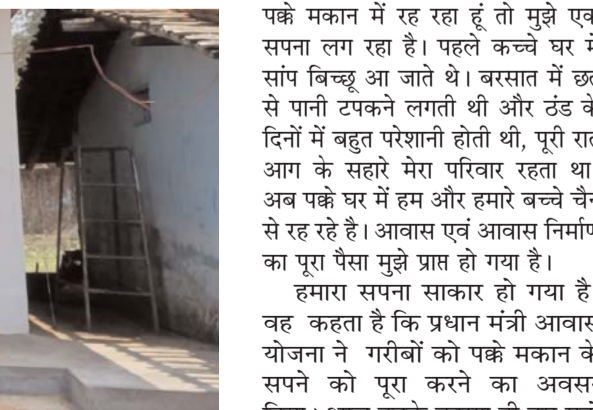 पक्के मकान में रह रहा हूं तो मुझे एक
सपना लग रहा है। पहले कच्चे घर में
सांप बिच्छू आ जाते थे। बरसात में छत
से पानी टपकने लगती थी और ठंड के
दिनों में बहुत परेशानी होती थी, पूरी रात
आग के सहारे मेरा परिवार रहता था
अब पक्के घर में हम और हमारे बच्चे चैन
से रह रहे है। आवास एवं आवास निर्माण
का पूरा पैसा मुझे प्राप्त हो गया है।
हमारा सपना साकार हो गया है
वह कहता है कि प्रधान मंत्री आवास
योजना ने गरीबों को पक्के मकान के
सपने को पूरा करने का अवसर